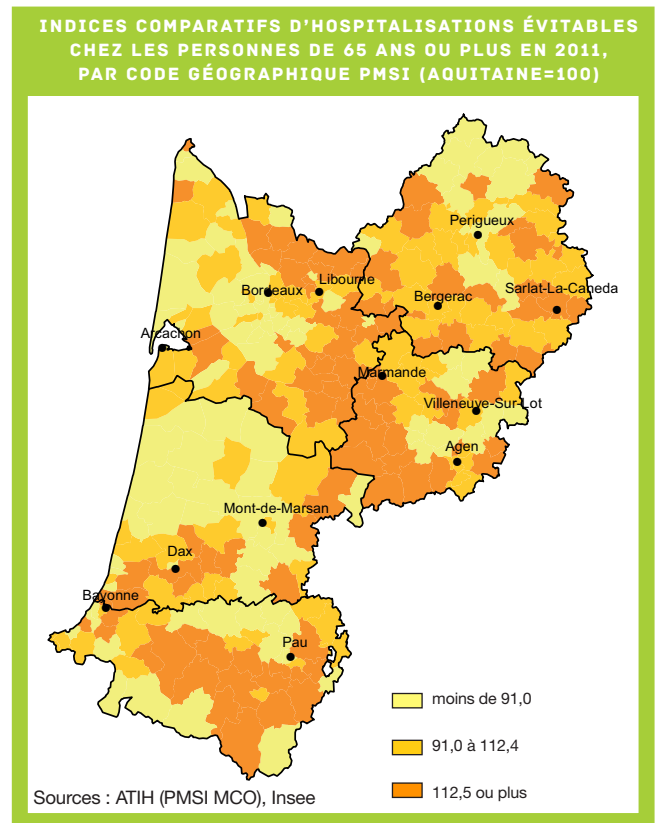 INDICES COMPARATIFS D'HOSPITALISATIONS ÉVITABLES
CHEZ LES PERSONNES DE 65 ANS OU PLUS EN 2011,
PAR CODE GÉOGRAPHIQUE PMSI (AQUITAINE=100)
Perigueux
Bordeaux
Libourne
Bergerac
Sarlat-La-Caneda
Arcachon
Marmande
Villeneuve-Sur-Lot
Agen
Mont-de-Marsan
Dax
Bayonne
Pau
moins de 91,0
91,0 à 112,4
112,5 ou plus
Sources : ATIH (PMSI MCO), Insee